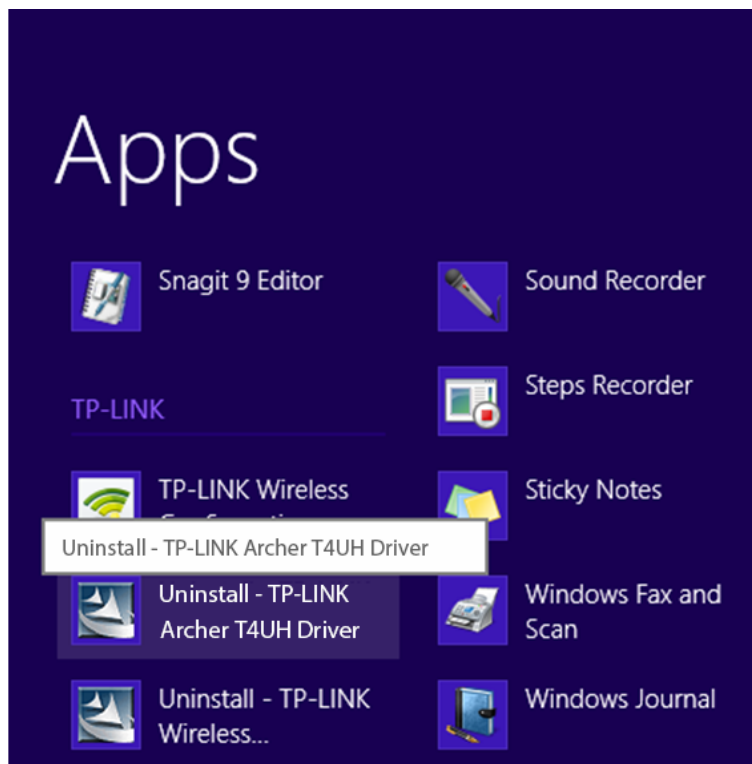 Apps
Snagit 9 Editor
TP-LINK
TP-LINK Wireless
Uninstall - TP-LINK Archer T4UH Driver
Uninstall - TP-LINK
Archer T4UH Driver
Uninstall - TP-LINK
Wireless...
Sound Recorder
Steps Recorder
Sticky Notes
Windows Fax and
Scan
Windows Journal